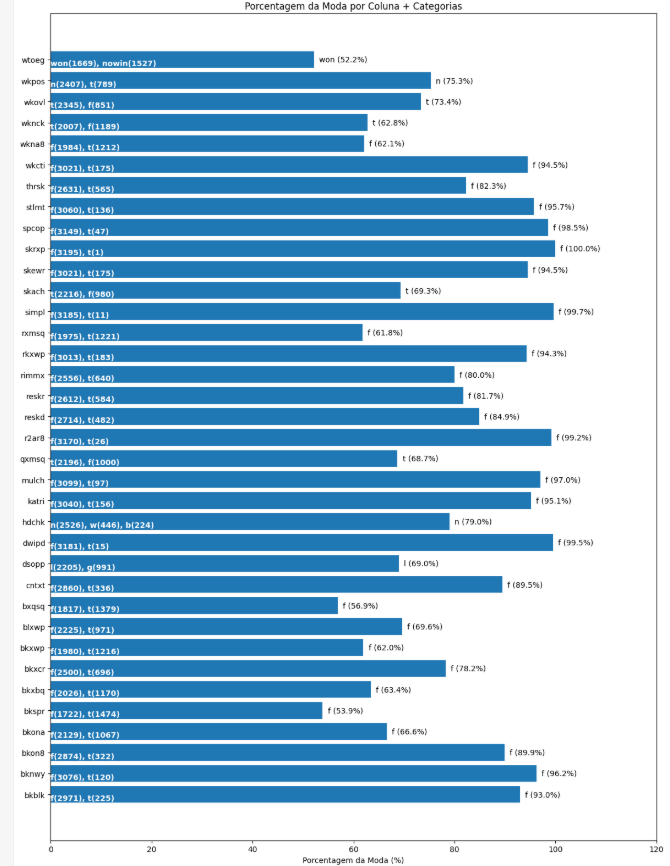 Porcentagem da Moda por Coluna + Categorias
wtoeg won(1669), nowin(1527) won (52.2%)
wkpos n(2407), t(789) n (75.3%)
wkovl t(2345), f(851) t (73.4%)
wknck t(2007), f(1189) t (62.8%)
wkna8 f(1984), t(1212) f (62.1%)
wkcti f(3021), t(175) f (94.5%)
thrsk f(2631), t(565) f (82.3%)
stlmt f(3060), t(136) f (95.7%)
spcop f(3149), t(47) f (98.5%)
skrxp f(3195), t(1) f (100.0%)
skewr f(3021), t(175) f (94.5%)
skach t(2216), f(980) t (69.3%)
simpl f(3185), t(11) f (99.7%)
rxmsq f(1975), t(1221) f (61.8%)
rkxwp f(3013), t(183) f (94.3%)
rimmx f(2556), t(640) f (80.0%)
reskr f(2612), t(584) f (81.7%)
reskd f(2714), t(482) f (84.9%)
r2ar8 f(3170), t(26) f (99.2%)
qxmsq t(2196), f(1000) t (68.7%)
mulch f(3099), t(97) f (97.0%)
katri f(3040), t(156) f (95.1%)
hdchk n(2526), w(446), b(224) n (79.0%)
dwipd f(3181), t(15) f (99.5%)
dsopp l(2205), g(991) l (69.0%)
cntxt f(2860), t(336) f (89.5%)
bxqsq f(1817), t(1379) f (56.9%)
blxwp f(2225), t(971) f (69.6%)
bkxwp f(1980), t(1216) f (62.0%)
bkxcr f(2500), t(696) f (78.2%)
bkxbq f(2026), t(1170) f (63.4%)
bkspr f(1722), t(1474) f (53.9%)
bkona f(2129), t(1067) f (66.6%)
bkon8 f(2874), t(322) f (89.9%)
bknwy f(3076), t(120) f (96.2%)
bkblk f(2971), t(225) f (93.0%)
0 20 40 60 80 100 120
Porcentagem da Moda (%)